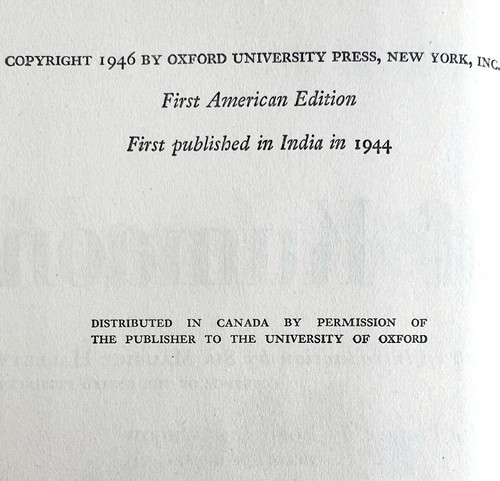 COPYRIGHT 1946 BY OXFORD UNIVERSITY PRESS, NEW YORK, INC.
First American Edition
First published in India in 1944
DISTRIBUTED IN CANADA BY PERMISSION OF
THE PUBLISHER TO THE UNIVERSITY OF OXFORD